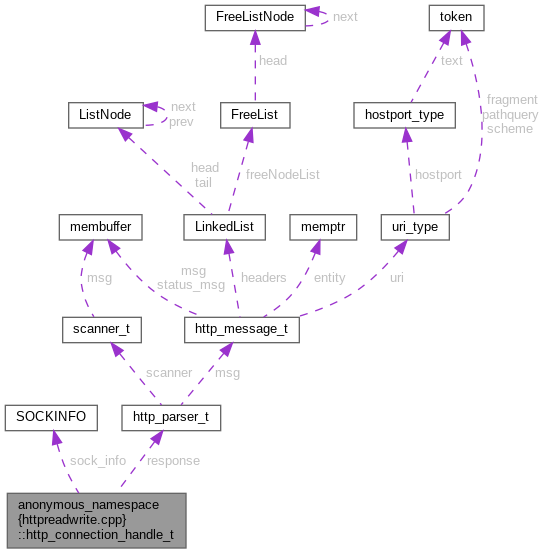 FreeListNode
next
token
head
text
fragment
pathquery
scheme
ListNode
next
prev
FreeList
hostport_type
head
tail
freeNodeList
hostport
membuffer
LinkedList
memptr
uri_type
msg
msg
status_msg
headers
entity
uri
scanner_t
http_message_t
scanner
msg
SOCKINFO
http_parser_t
sock_info
response
anonymous_namespace
{httpreadwrite.cpp}
::http_connection_handle_t